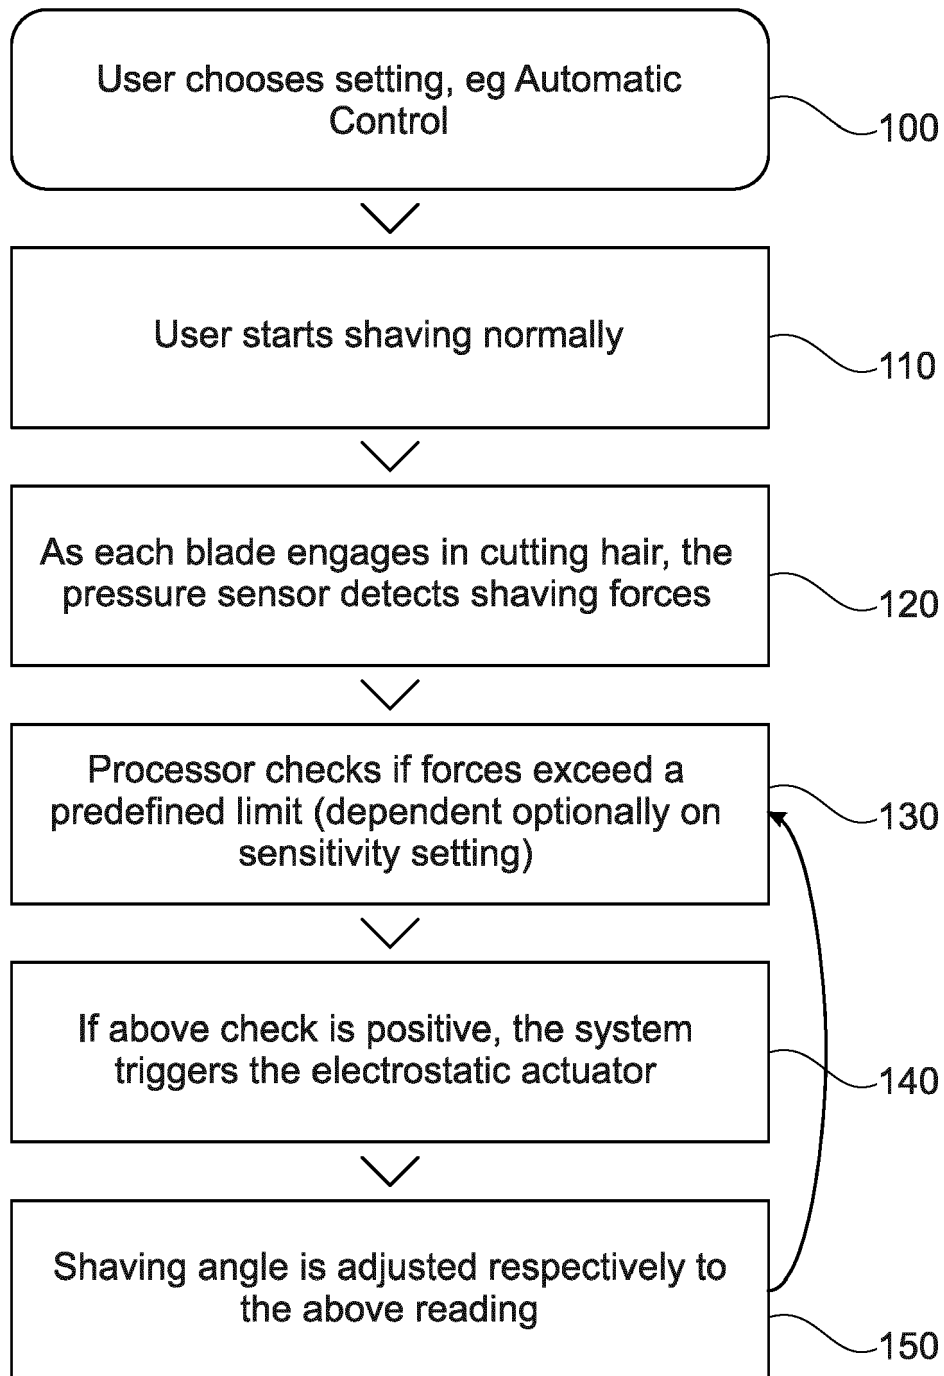 User chooses setting, eg Automatic
Control
100
User starts shaving normally
110
As each blade engages in cutting hair, the
pressure sensor detects shaving forces
120
Processor checks if forces exceed a
predefined limit (dependent optionally on
sensitivity setting)
130
If above check is positive, the system
triggers the electrostatic actuator
140
Shaving angle is adjusted respectively to
the above reading
150